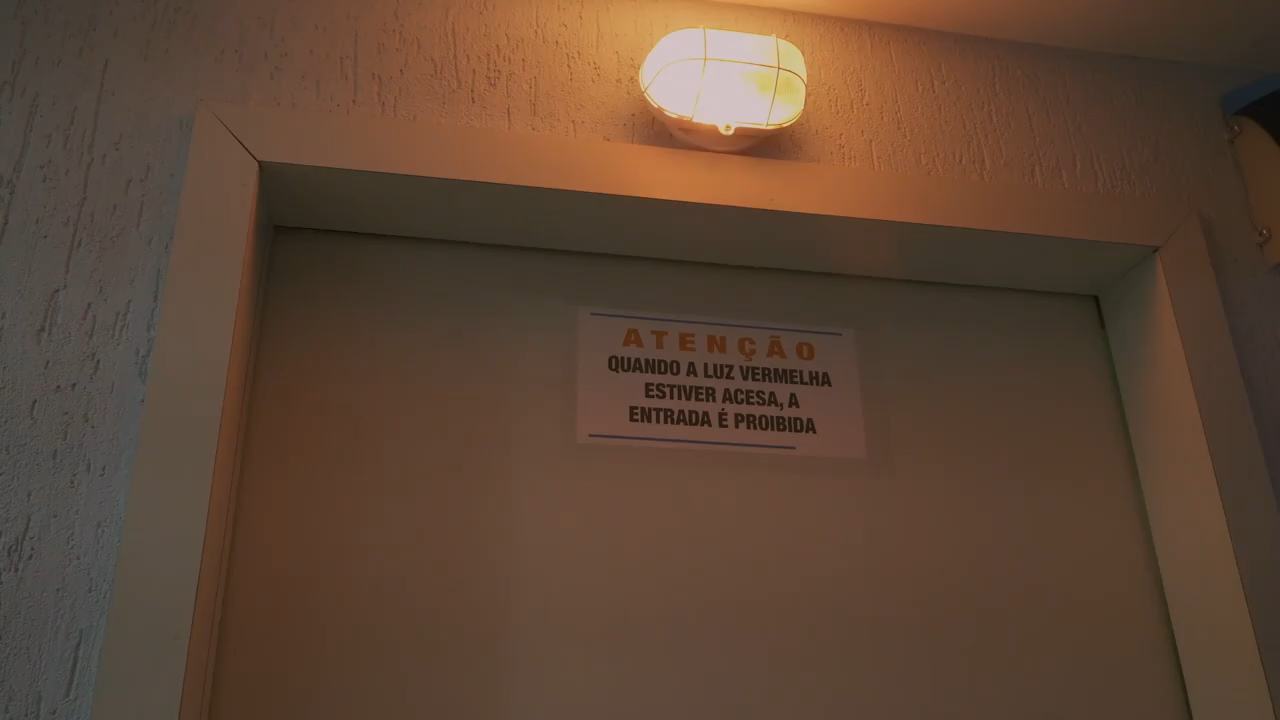 ATENÇÃO
QUANDO A LUZ VERMELHA
ESTIVER ACESA, A
ENTRADA É PROIBIDA